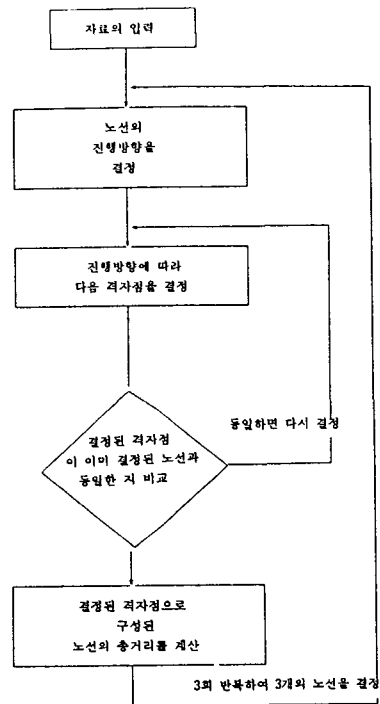 자료의 입력
노선의
진행방향을
결정
진행방향에 따라
다음 격자점을 결정
동일하면 다시 결정
결정된 격자점
이 이미 결정된 노선과
동일한 지 비교
결정된 격자점으로
구성된
노선의 총거리를 계산
3회 반복하여 3개의 노선을 결정